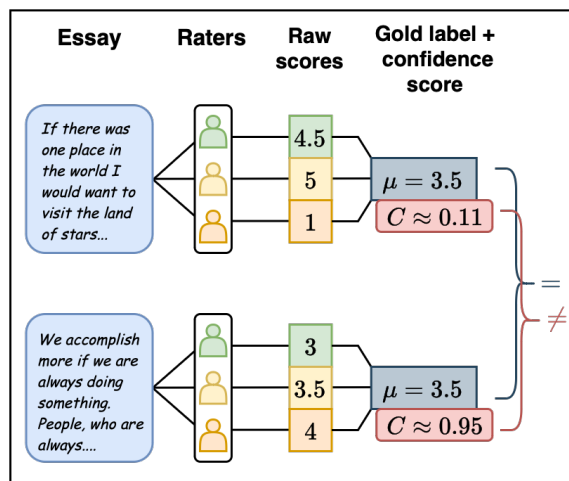 Essay
Raters
Raw
scores
Gold label +
confidence
score
If there was
one place in
the world I
would want to
visit the land
of stars...
4.5
5
1
μ = 3.5
C ≈ 0.11
=
≠
We accomplish
more if we are
always doing
something.
People, who are
always....
3
3.5
4
μ = 3.5
C ≈ 0.95